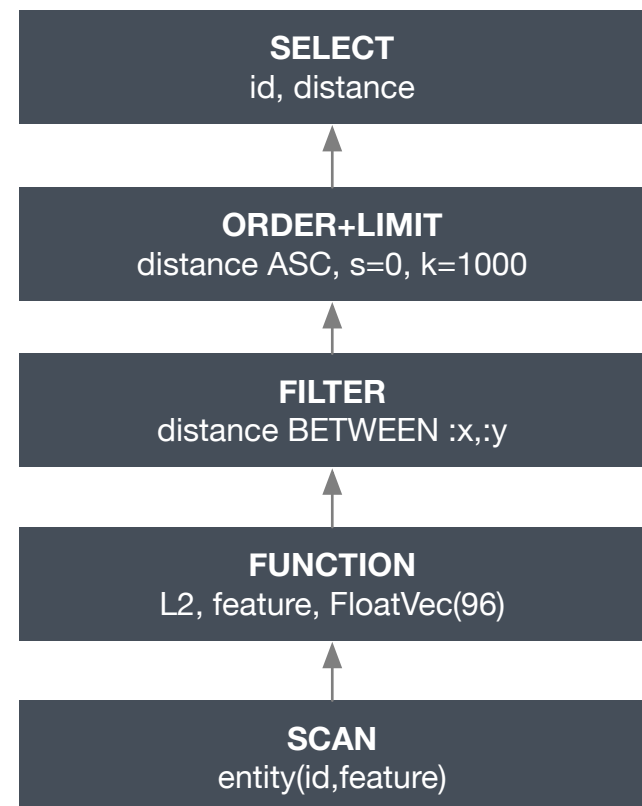 SELECT
id, distance
ORDER+LIMIT
distance ASC, s=0, k=1000
FILTER
distance BETWEEN :x,:y
FUNCTION
L2, feature, FloatVec(96)
SCAN
entity(id,feature)